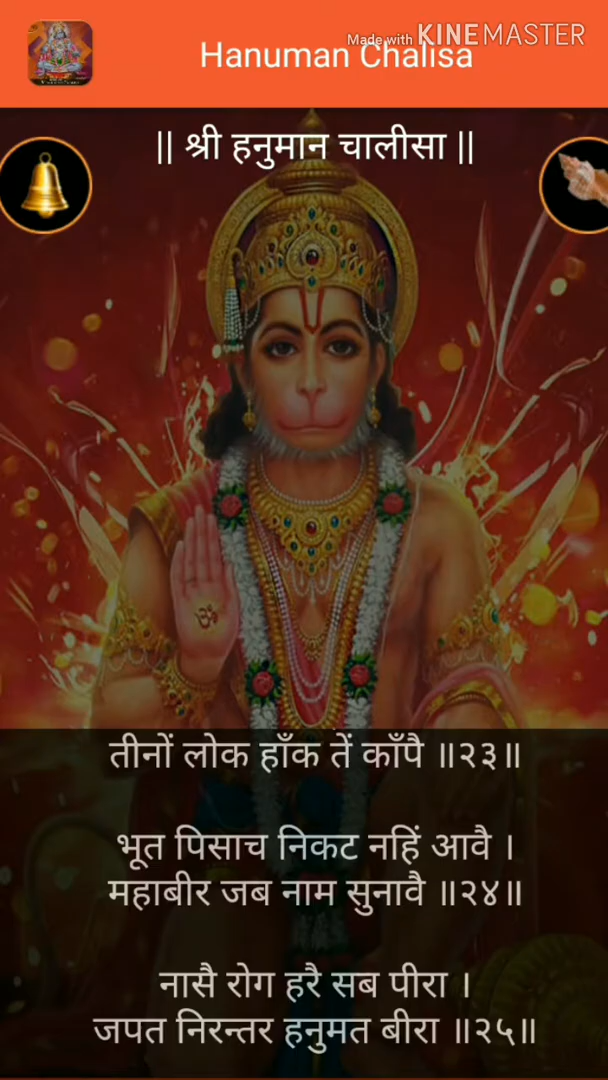 Made with KINEMASTER
Hanuman Chalisa
|| श्री हनुमान चालीसा ||
ॐ
तीनों लोक हाँक तें काँपै ॥२३॥
भूत पिसाच निकट नहिं आवै ।
महाबीर जब नाम सुनावै ॥२४॥
नासै रोग हरै सब पीरा ।
जपत निरन्तर हनुमत बीरा ॥२५॥